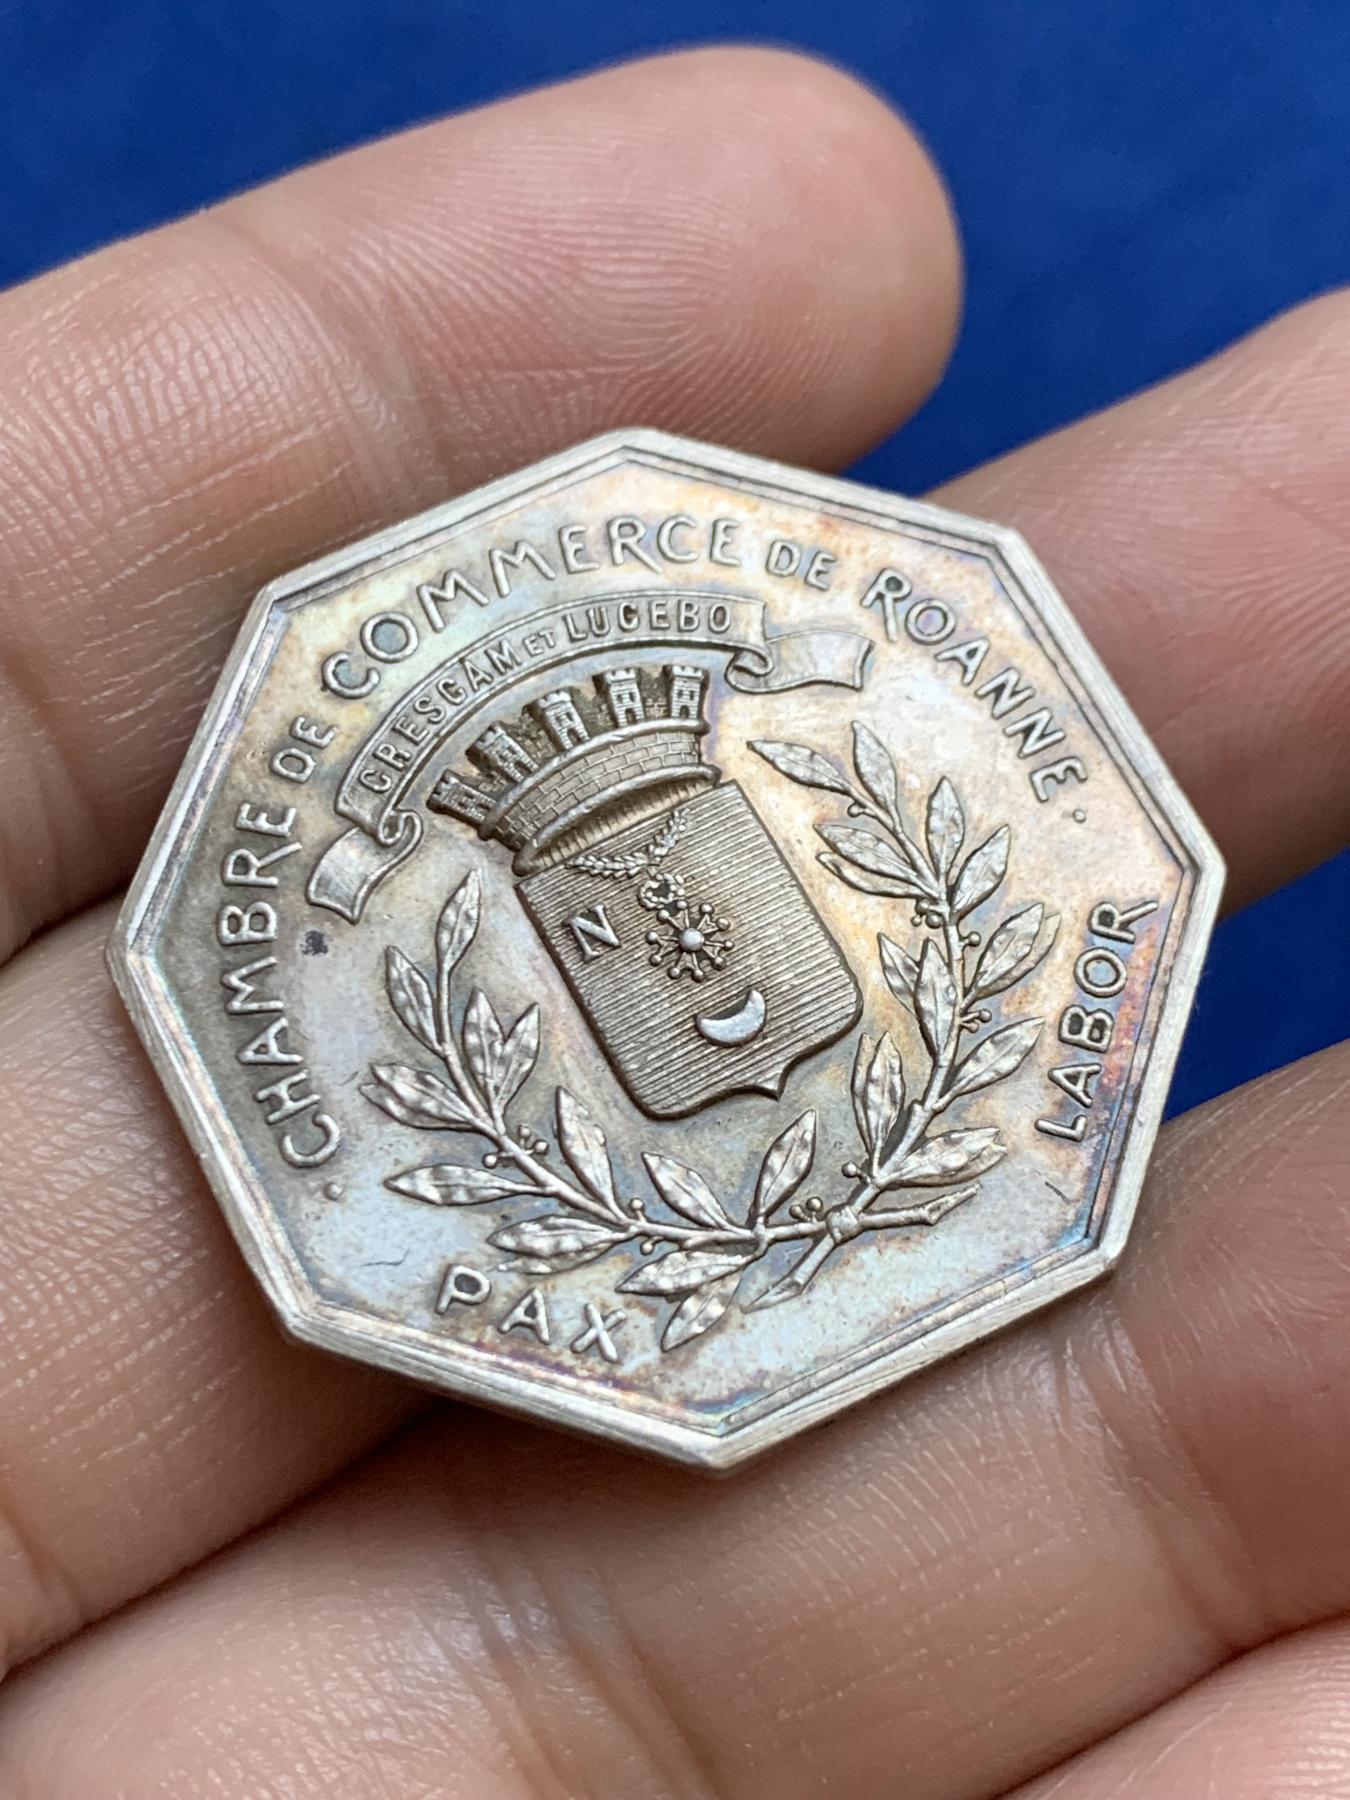 · CHAMBRE DE COMMERCE DE ROANNE ·
CRESCAM ET LUCEBO
N
PAX
LABOR